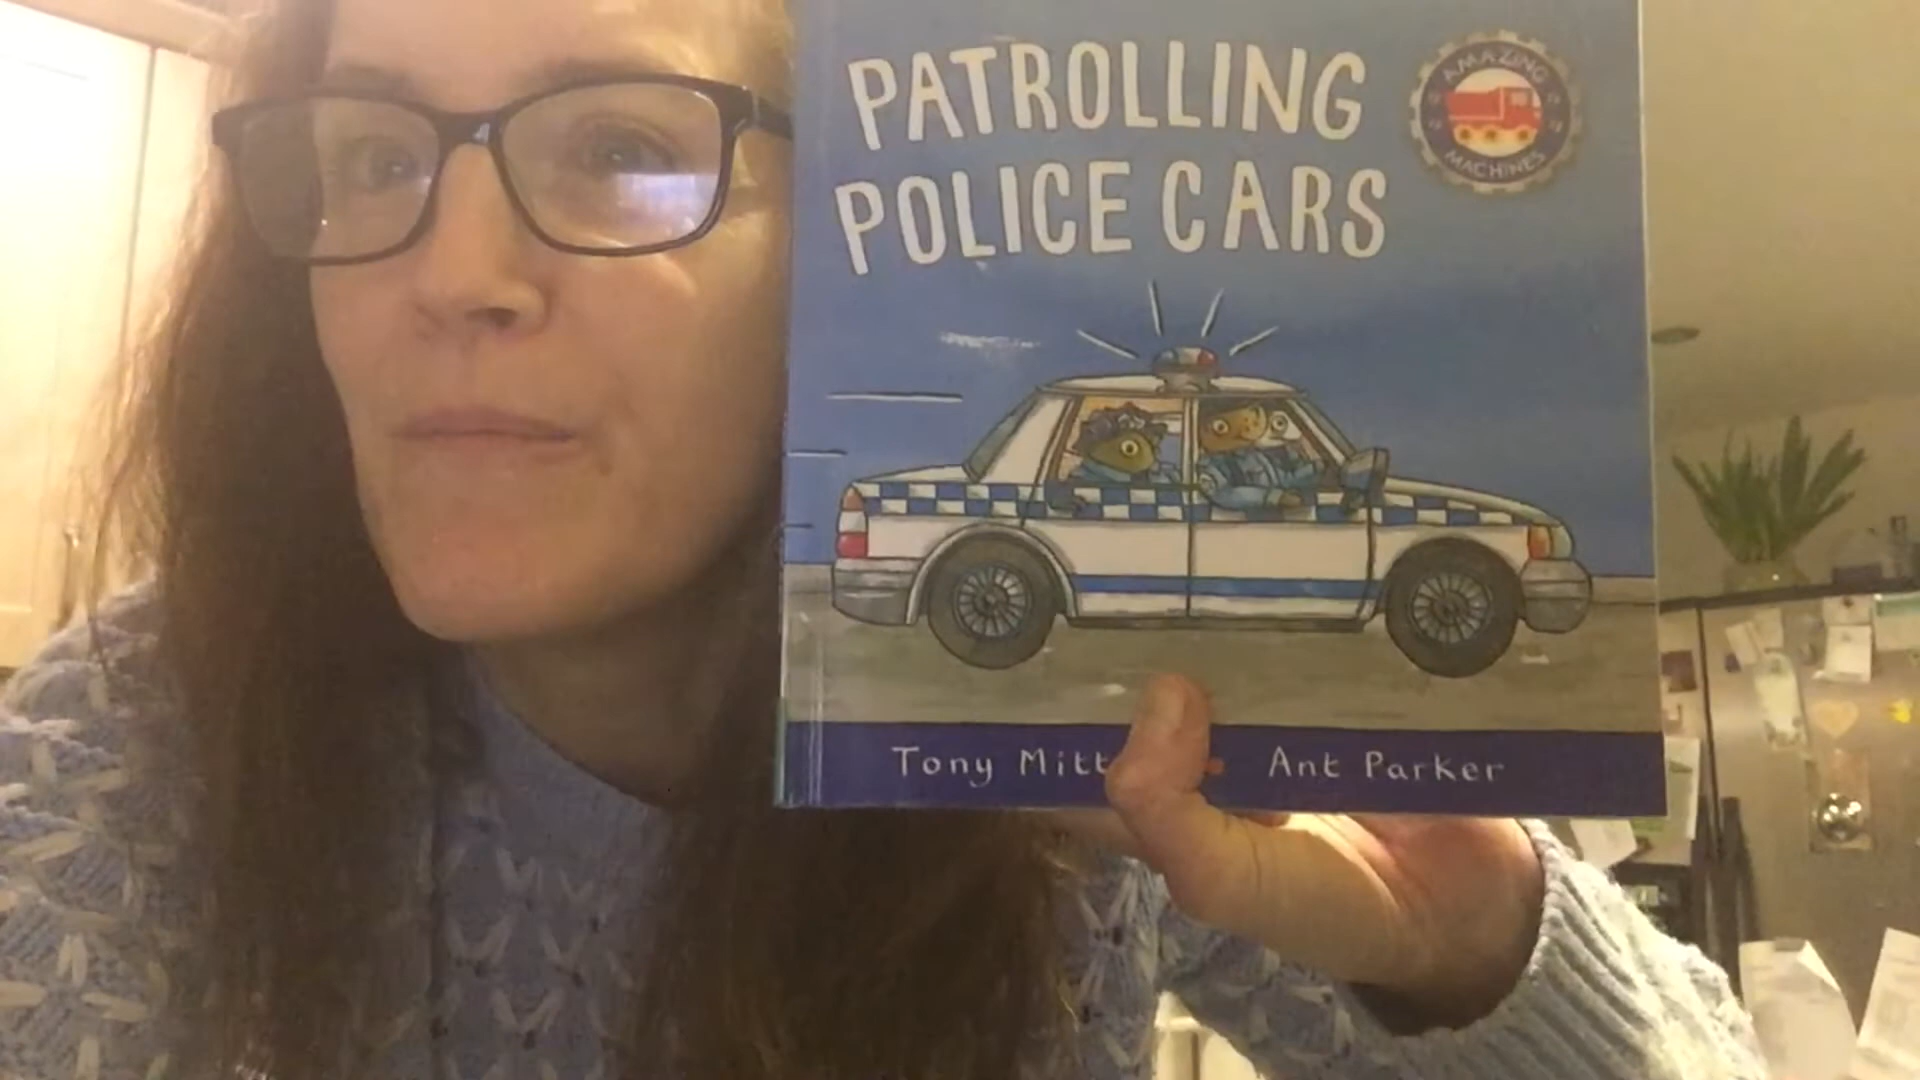 PATROLLING
POLICE CARS
AMAZING
MACHINES
Tony Mitt
Ant Parker